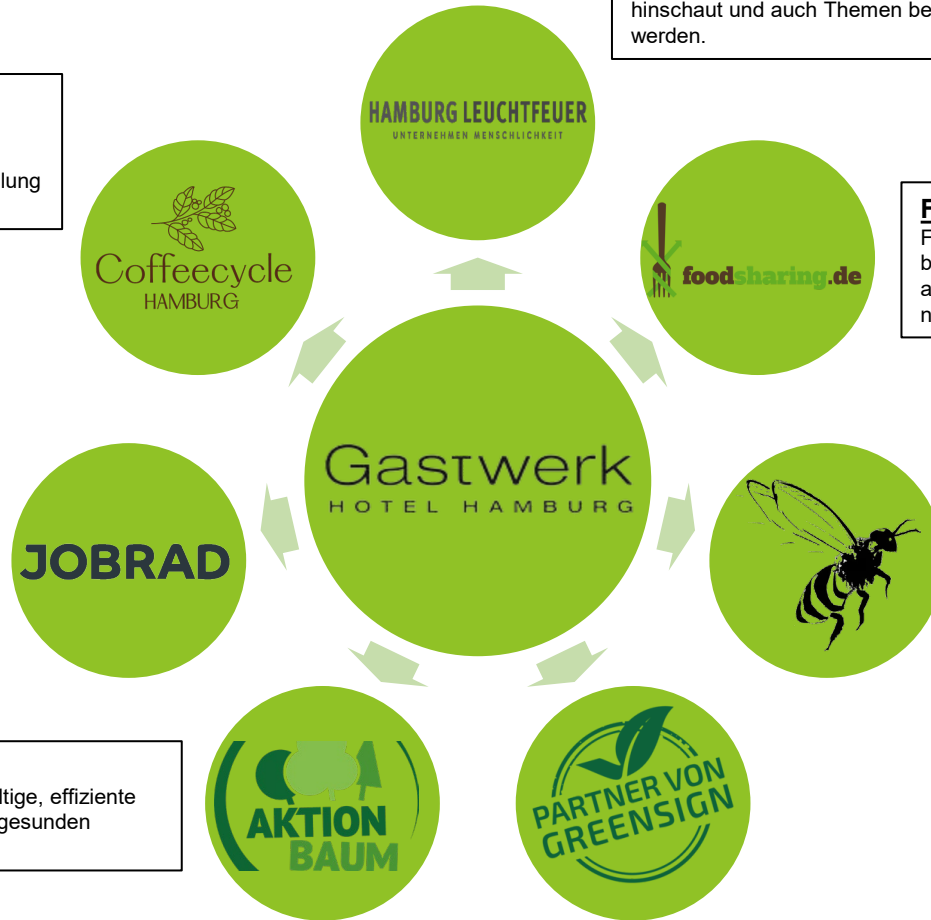 hinschaut und auch Themen be
werden.
lung
HAMBURG LEUCHTFEUER
UNTERNEHMEN MENSCHLICHKEIT
Coffeecycle
HAMBURG
foodsharing.de
F
F
b
a
n
Gastwerk
HOTEL HAMBURG
JOBRAD
ltige, effiziente
gesunden
AKTION
BAUM
PARTNER VON
GREENSIGN